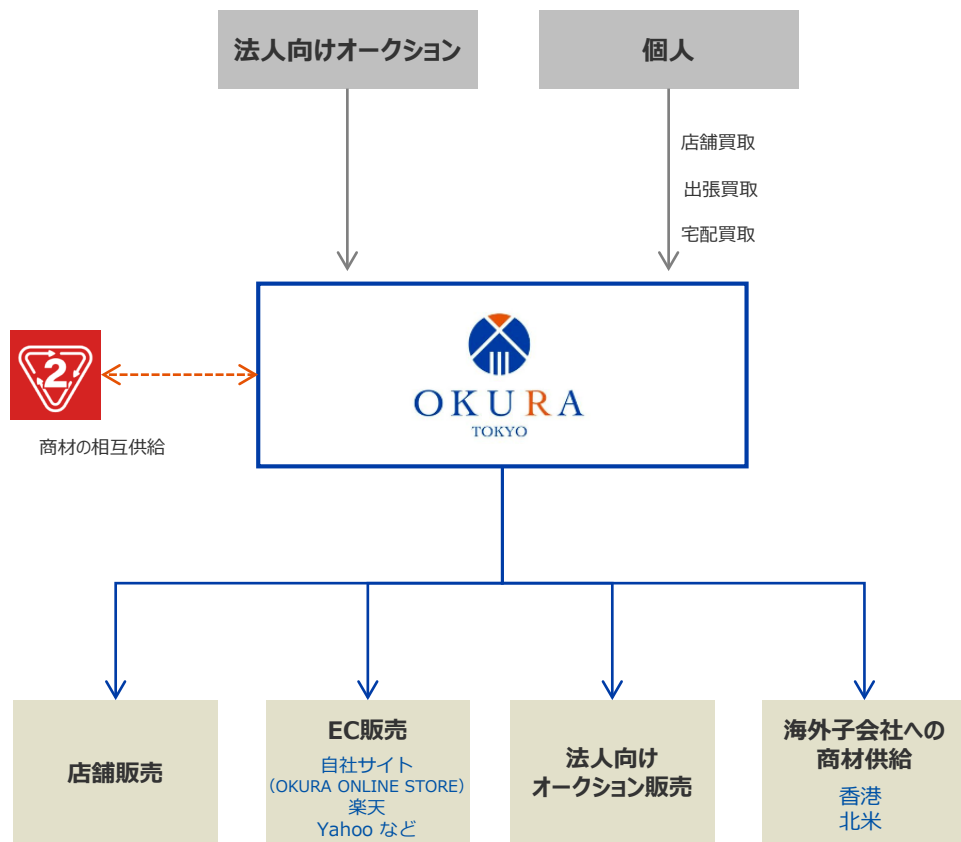 法人向けオークション
個人
店舗買取
出張買取
宅配買取
2
商材の相互供給
OKURA
TOKYO
店舗販売
EC販売
自社サイト
（OKURA ONLINE STORE）
楽天
Yahoo など
法人向け
オークション販売
海外子会社への
商材供給
香港
北米